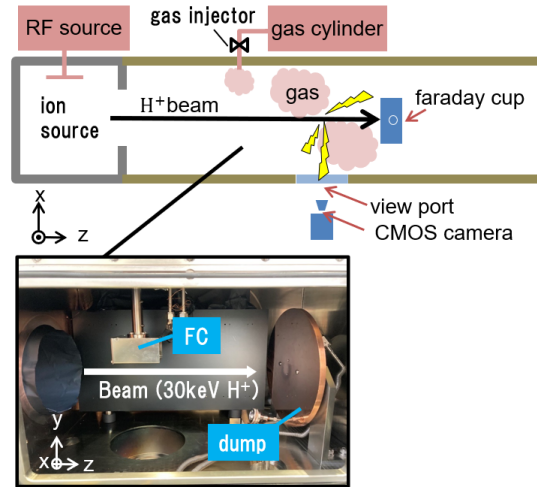 gas injector
RF source
gas cylinder
ion
source
H⁺beam
gas
faraday cup
x
z
view port
CMOS camera
FC
Beam (30keV H⁺)
y
x
z
dump